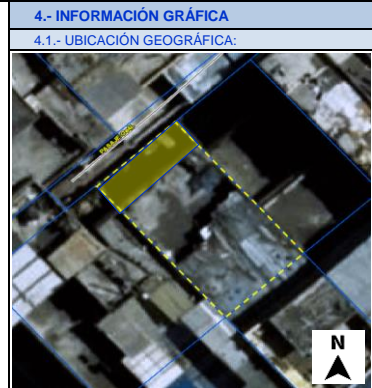 4.- INFORMACIÓN GRÁFICA
4.1.- UBICACIÓN GEOGRÁFICA:
N